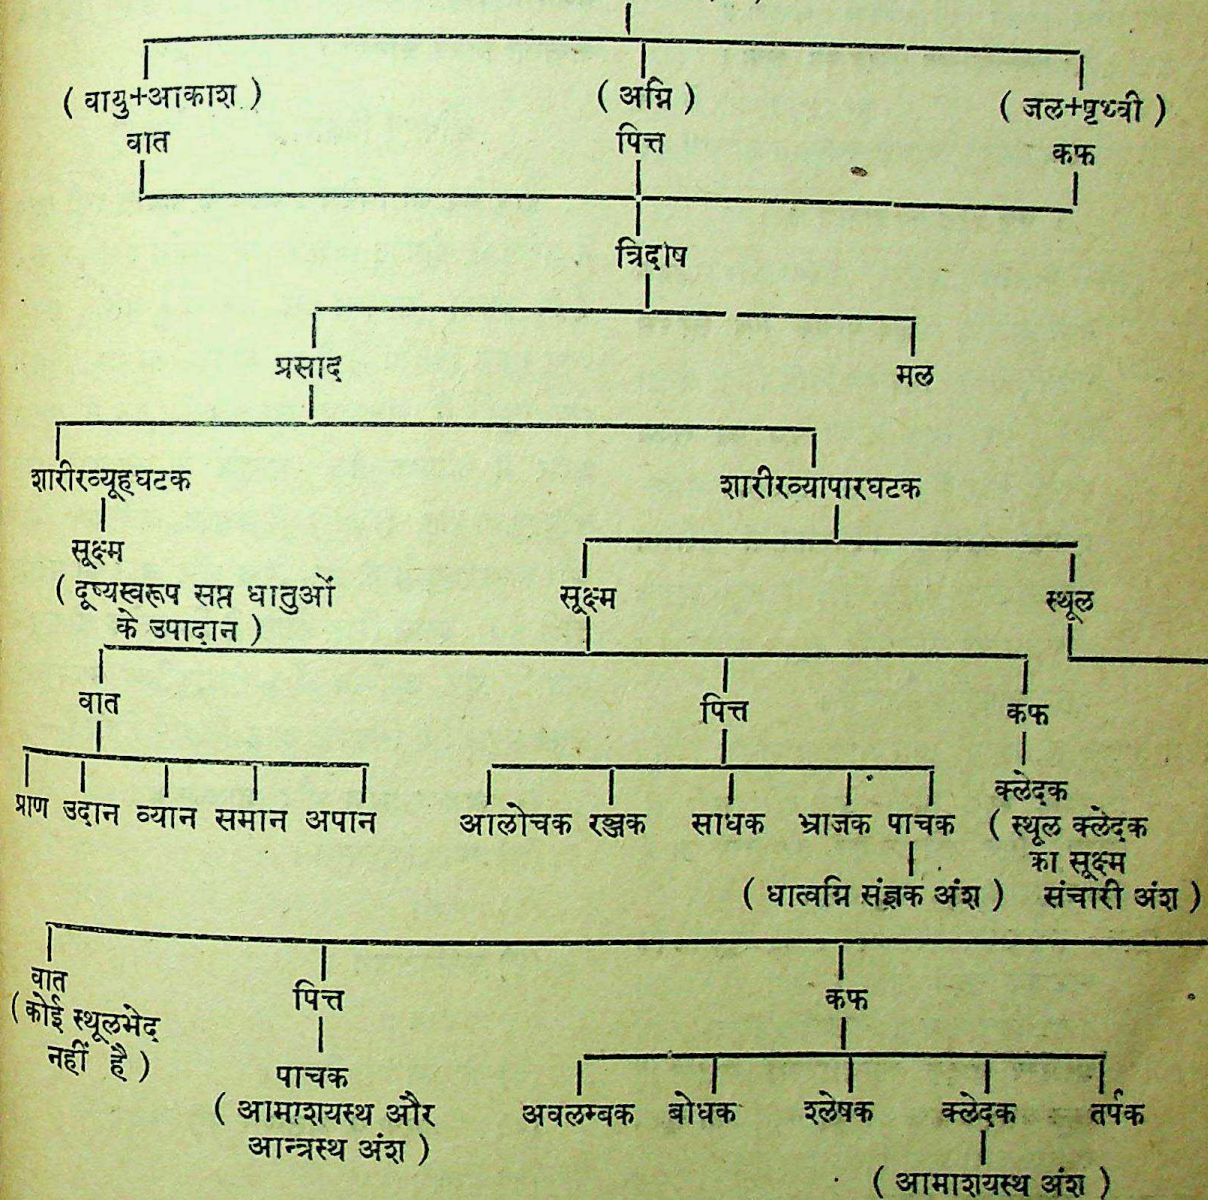 ( वायु+आकाश ) ( अग्नि ) ( जल+पृथ्वी )
वात पित्त कफ
त्रिदोष
प्रसाद मल
शारीरव्यूहघटक शारीरव्यापारघटक
सूक्ष्म
( दूष्यस्वरूप सप्त धातुओं
के उपादान )
सूक्ष्म स्थूल
वात पित्त कफ
प्राण उदान व्यान समान अपान आलोचक रञ्जक साधक भ्राजक पाचक
( धात्वग्नि संज्ञक अंश )
क्लेदक
( स्थूल क्लेदक
का सूक्ष्म
संचारी अंश )
वात
( कोई स्थूलभेद
नहीं है )
पित्त
पाचक
( आमाशयस्थ और
आन्त्रस्थ अंश )
कफ
अवलम्बक बोधक श्लेषक क्लेदक तर्पक
( आमाशयस्थ अंश )